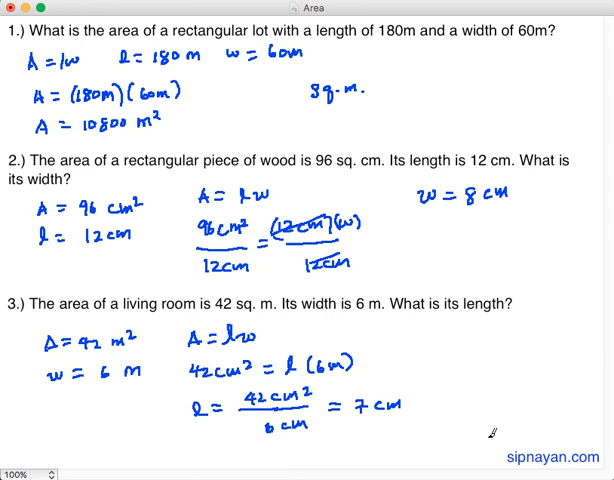 Area
1.) What is the area of a rectangular lot with a length of 180m and a width of 60m?
A = lw l = 180 m w = 60m
A = (180m)(60m) sq. m.
A = 10800 m²
2.) The area of a rectangular piece of wood is 96 sq. cm. Its length is 12 cm. What is
its width?
A = 96 cm² A = lw w = 8 cm
l = 12cm 96cm²/12cm = (12cm)(w)/12cm
3.) The area of a living room is 42 sq. m. Its width is 6 m. What is its length?
A = 42 m² A = lw
w = 6 m 42cm² = l (6m)
l = 42cm²/6cm = 7 cm
sipnayan.com
100%